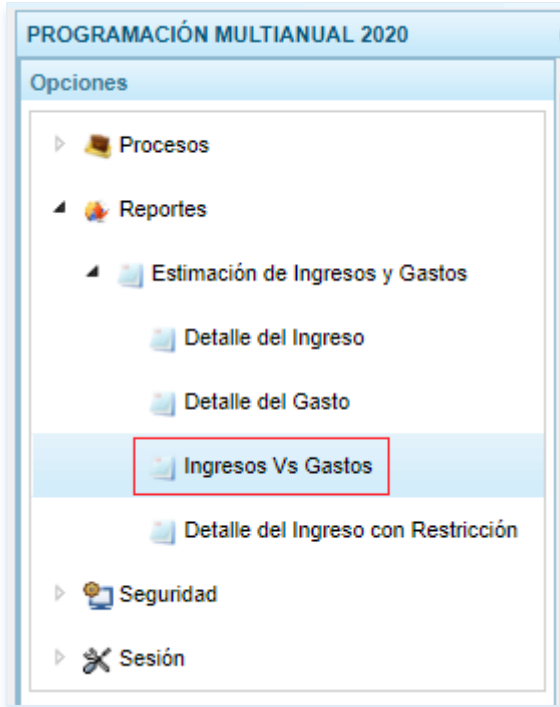 PROGRAMACIÓN MULTIANUAL 2020
Opciones
Procesos
Reportes
Estimación de Ingresos y Gastos
Detalle del Ingreso
Detalle del Gasto
Ingresos Vs Gastos
Detalle del Ingreso con Restricción
Seguridad
Sesión